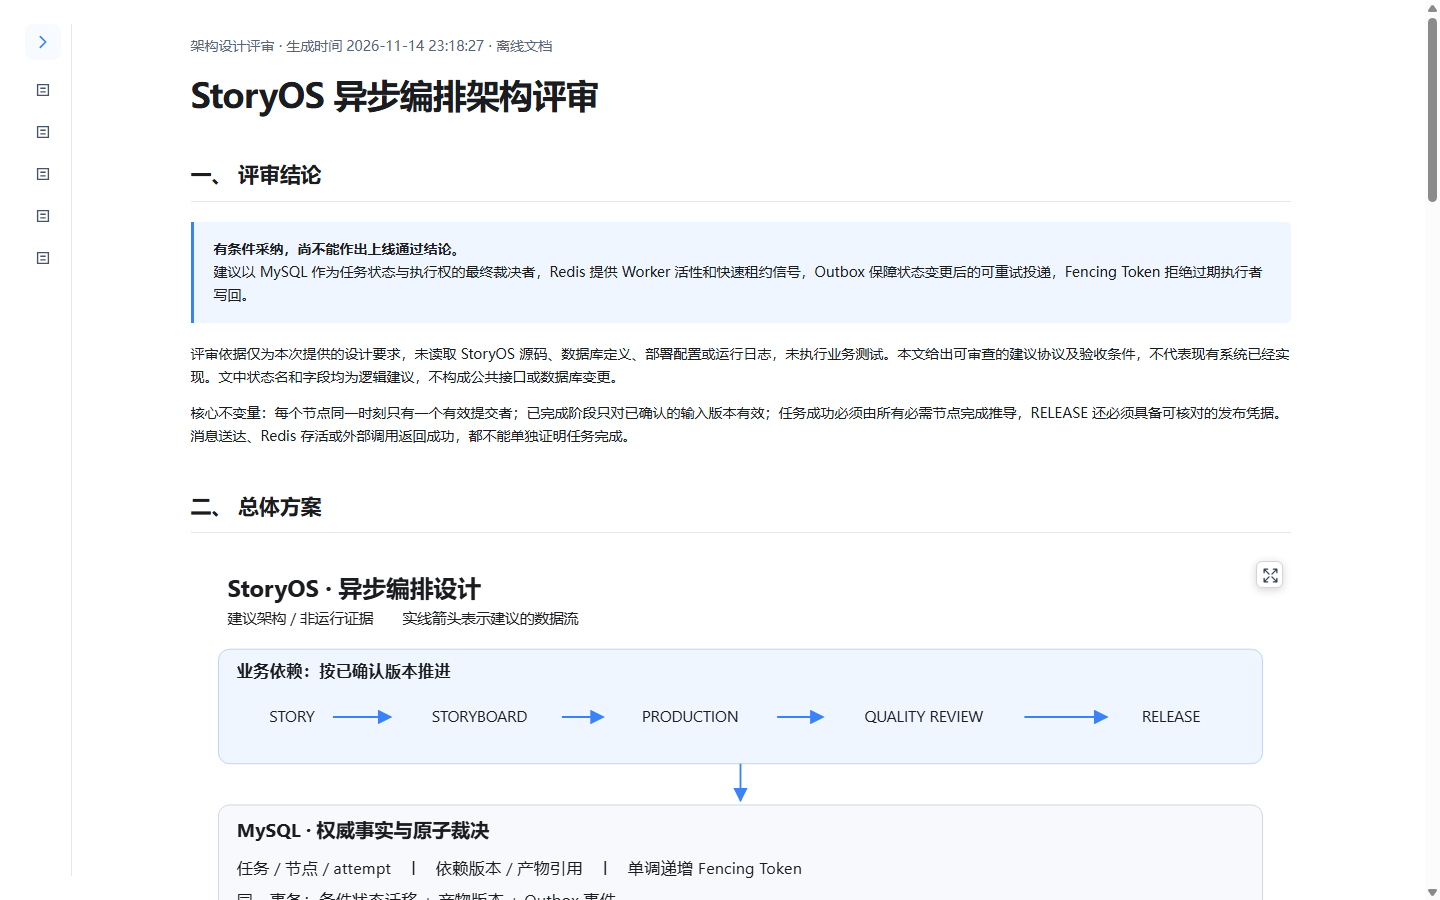 架构设计评审 · 生成时间 2026-11-14 23:18:27 · 离线文档
StoryOS 异步编排架构评审
一、 评审结论
有条件采纳，尚不能作出上线通过结论。
建议以 MySQL 作为任务状态与执行权的最终裁决者，Redis 提供 Worker 活性和快速租约信号，Outbox 保障状态变更后的可重试投递，Fencing Token 拒绝过期执行者
写回。
评审依据仅为本次提供的设计要求，未读取 StoryOS 源码、数据库定义、部署配置或运行日志，未执行业务测试。本文给出可审查的建议协议及验收条件，不代表现有系统已经实
现。文中状态名和字段均为逻辑建议，不构成公共接口或数据库变更。
核心不变量：每个节点同一时刻只有一个有效提交者；已完成阶段只对已确认的输入版本有效；任务成功必须由所有必需节点完成推导，RELEASE 还必须具备可核对的发布凭据。
消息送达、Redis 存活或外部调用返回成功，都不能单独证明任务完成。
二、 总体方案
StoryOS · 异步编排设计
建议架构 / 非运行证据 实线箭头表示建议的数据流
业务依赖：按已确认版本推进
STORY STORYBOARD PRODUCTION QUALITY REVIEW RELEASE
MySQL · 权威事实与原子裁决
任务 / 节点 / attempt | 依赖版本 / 产物引用 | 单调递增 Fencing Token
同一事务：条件状态迁移 + 产物版本 + Outbox 事件